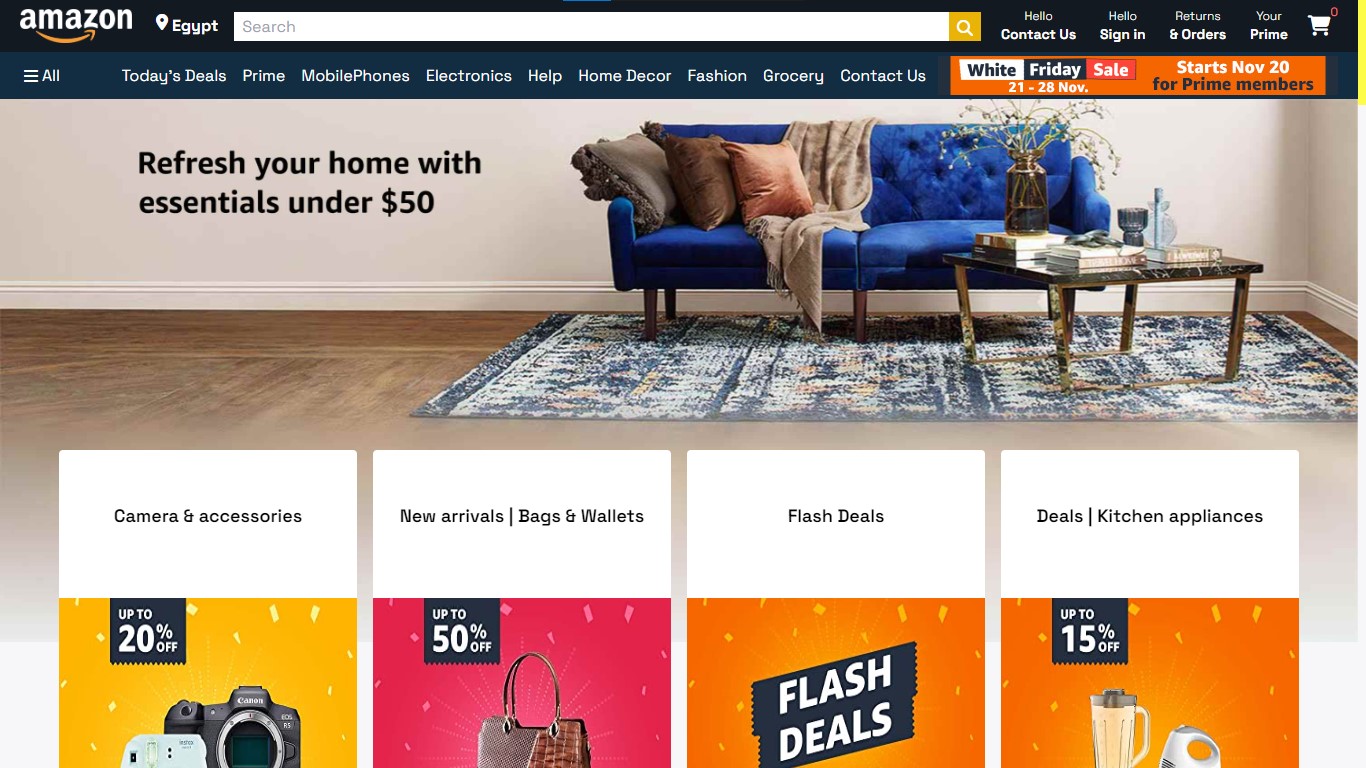 amazon
Egypt
Search
Hello
Contact Us
Hello
Sign in
Returns
& Orders
Your
Prime
0
All
Today's Deals
Prime
MobilePhones
Electronics
Help
Home Decor
Fashion
Grocery
Contact Us
White Friday Sale
21 - 28 Nov.
Starts Nov 20
for Prime members
Refresh your home with
essentials under $50
Camera & accessories
New arrivals | Bags & Wallets
Flash Deals
Deals | Kitchen appliances
UP TO
20% OFF
Canon
EOS
R5
UP TO
50% OFF
FLASH
DEALS
UP TO
15% OFF